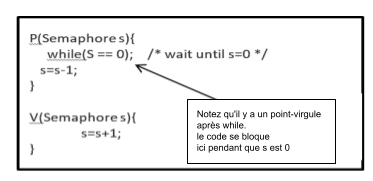 P(Semaphore s){
while(S == 0);   /* wait until s=0 */
s=s-1;
}
V(Semaphore s){
s=s+1;
}
Notez qu'il y a un point-virgule
après while.
le code se bloque
ici pendant que s est 0